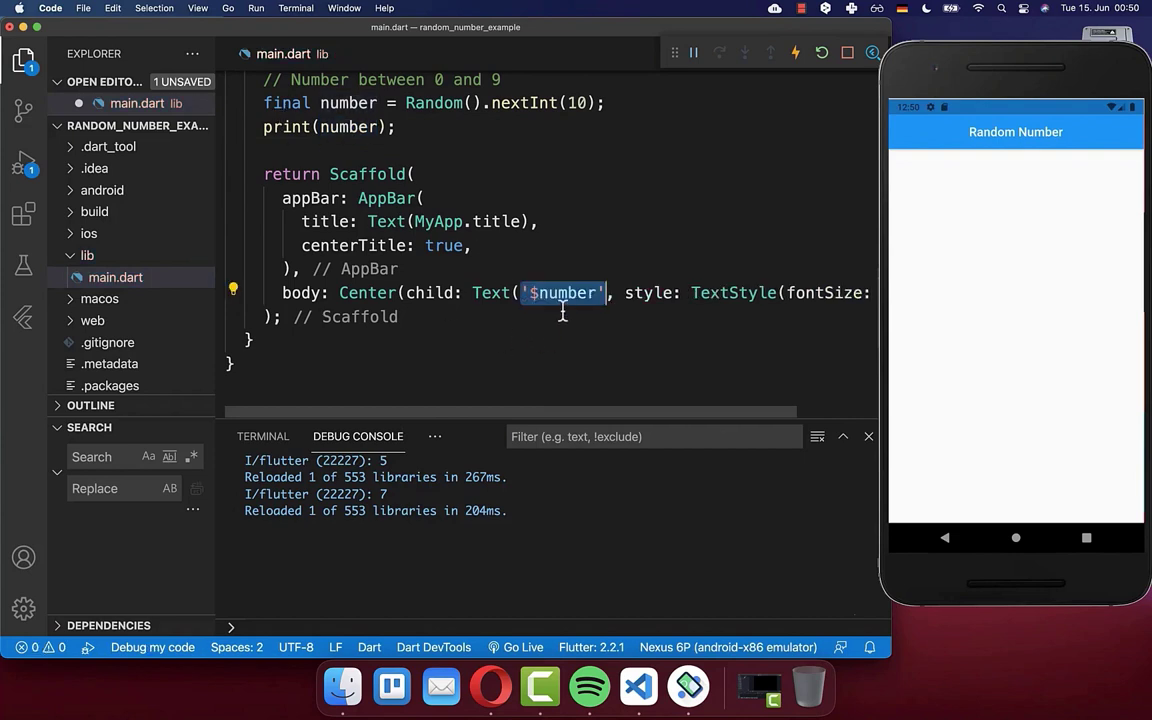 Code File Edit Selection View Go Run Terminal Window Help Tue 15. Jun 00:50
main.dart — random_number_example
EXPLORER
OPEN EDITO... 1 UNSAVED
main.dart lib
RANDOM_NUMBER_EXA...
.dart_tool
.idea
android
build
ios
lib
main.dart
macos
web
.gitignore
.metadata
.packages
OUTLINE
SEARCH
Search Aa Ab|
Replace AB
DEPENDENCIES
1
1
main.dart lib
// Number between 0 and 9
final number = Random().nextInt(10);
print(number);
return Scaffold(
appBar: AppBar(
title: Text(MyApp.title),
centerTitle: true,
), // AppBar
body: Center(child: Text('$number', style: TextStyle(fontSize:
); // Scaffold
}
}
TERMINAL DEBUG CONSOLE ... Filter (e.g. text, !exclude)
I/flutter (22227): 5
Reloaded 1 of 553 libraries in 267ms.
I/flutter (22227): 7
Reloaded 1 of 553 libraries in 204ms.
0 0 Debug my code Spaces: 2 UTF-8 LF Dart Dart DevTools Go Live Flutter: 2.2.1 Nexus 6P (android-x86 emulator)
12:50
Random Number